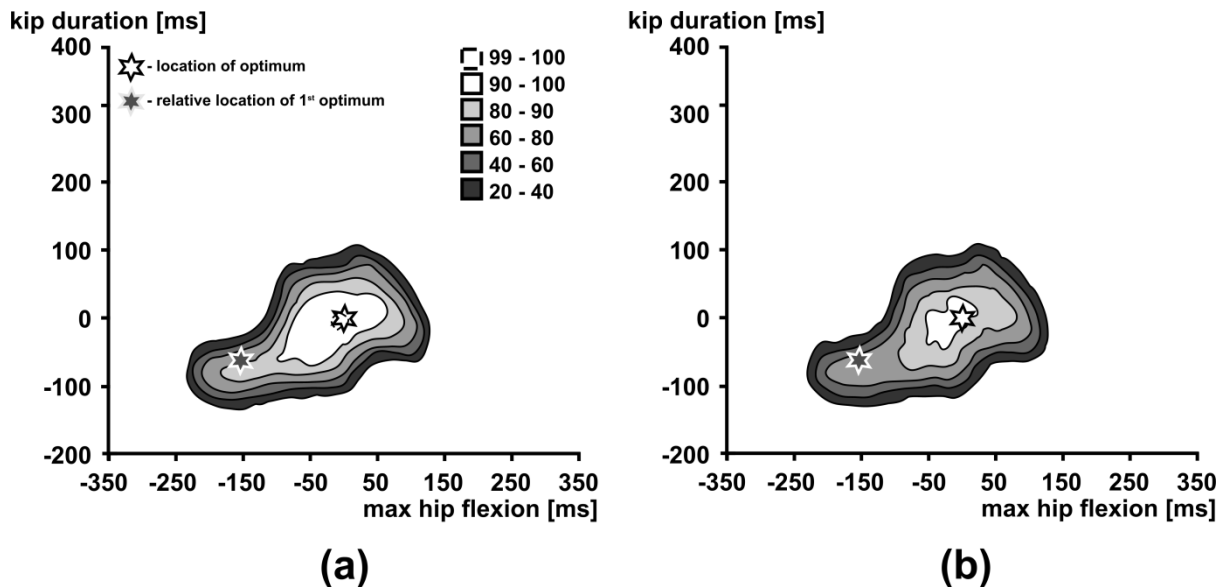 kip duration [ms]
400
300
200
100
0
-100
-200
- location of optimum
- relative location of 1st optimum
99 - 100
90 - 100
80 - 90
60 - 80
40 - 60
20 - 40
-350 -250 -150 -50 50 150 250 350
max hip flexion [ms]
(a)
kip duration [ms]
400
300
200
100
0
-100
-200
-350 -250 -150 -50 50 150 250 350
max hip flexion [ms]
(b)